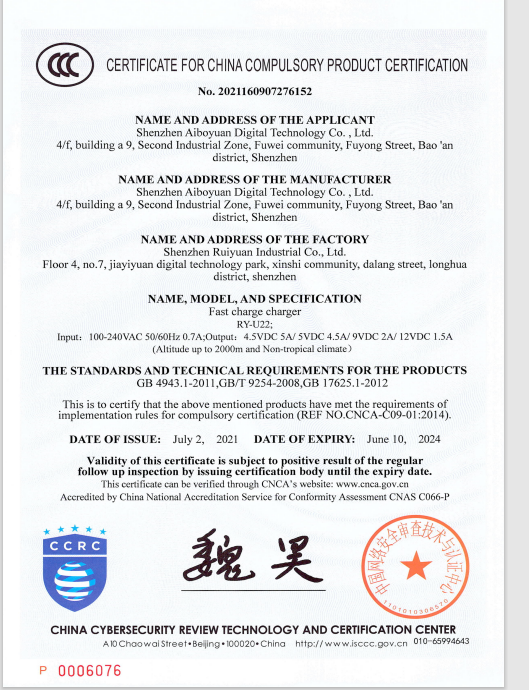 CCC
CERTIFICATE FOR CHINA COMPULSORY PRODUCT CERTIFICATION
No. 2021160907276152
NAME AND ADDRESS OF THE APPLICANT
Shenzhen Aiboyuan Digital Technology Co. , Ltd.
4/f, building a 9, Second Industrial Zone, Fuwei community, Fuyong Street, Bao 'an
district, Shenzhen
NAME AND ADDRESS OF THE MANUFACTURER
Shenzhen Aiboyuan Digital Technology Co. , Ltd.
4/f, building a 9, Second Industrial Zone, Fuwei community, Fuyong Street, Bao 'an
district, Shenzhen
NAME AND ADDRESS OF THE FACTORY
Shenzhen Ruiyuan Industrial Co., Ltd.
Floor 4, no.7, jiayiyuan digital technology park, xinshi community, dalang street, longhua
district, shenzhen
NAME, MODEL, AND SPECIFICATION
Fast charge charger
RY-U22;
Input：100-240VAC 50/60Hz 0.7A;Output：4.5VDC 5A/ 5VDC 4.5A/ 9VDC 2A/ 12VDC 1.5A
(Altitude up to 2000m and Non-tropical climate）
THE STANDARDS AND TECHNICAL REQUIREMENTS FOR THE PRODUCTS
GB 4943.1-2011,GB/T 9254-2008,GB 17625.1-2012
This is to certify that the above mentioned products have met the requirements of
implementation rules for compulsory certification (REF NO.CNCA-C09-01:2014).
DATE OF ISSUE: July 2, 2021 DATE OF EXPIRY: June 10, 2024
Validity of this certificate is subject to positive result of the regular
follow up inspection by issuing certification body until the expiry date.
This certificate can be verified through CNCA's website: www.cnca.gov.cn
Accredited by China National Accreditation Service for Conformity Assessment CNAS C066-P
CCRC
魏 昊
中国网络安全审查技术与认证中心
1101010308570
CHINA CYBERSECURITY REVIEW TECHNOLOGY AND CERTIFICATION CENTER
A10 Chaowai Street•Beijing•100020•China http://www.isccc.gov.cn 010-65994643
P 0006076